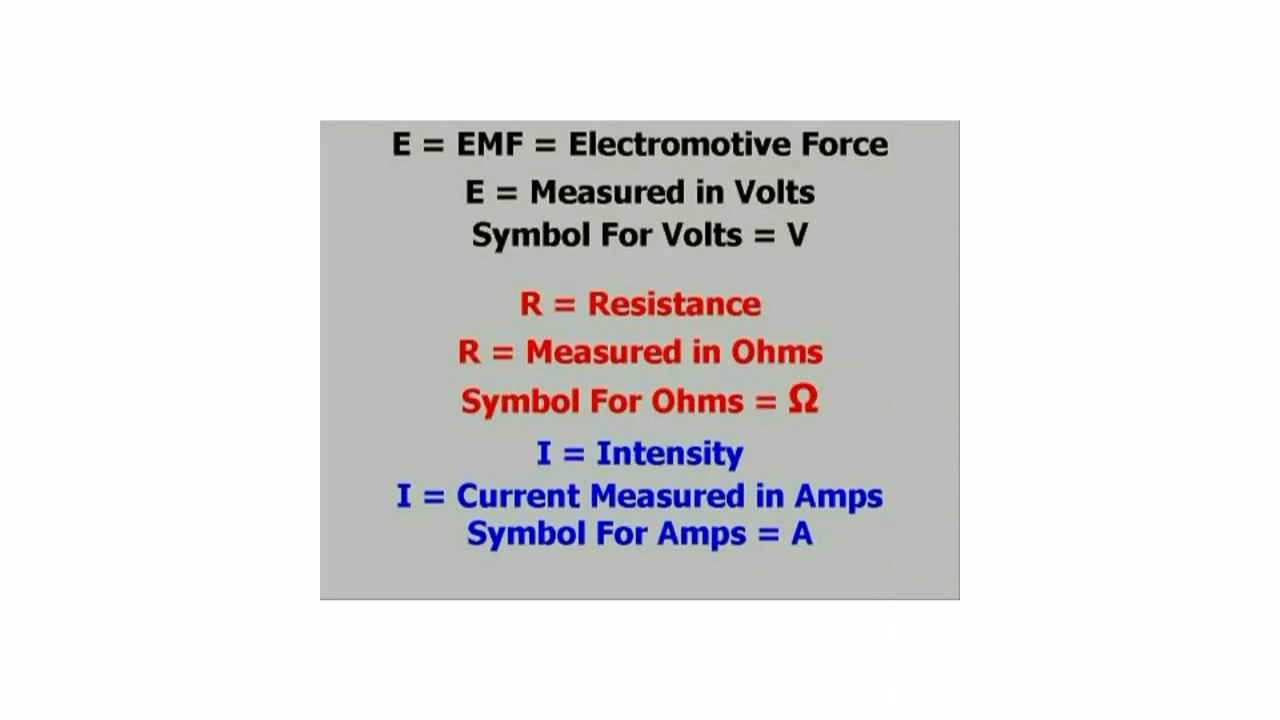 E = EMF = Electromotive Force
E = Measured in Volts
Symbol For Volts = V
R = Resistance
R = Measured in Ohms
Symbol For Ohms = Ω
I = Intensity
I = Current Measured in Amps
Symbol For Amps = A